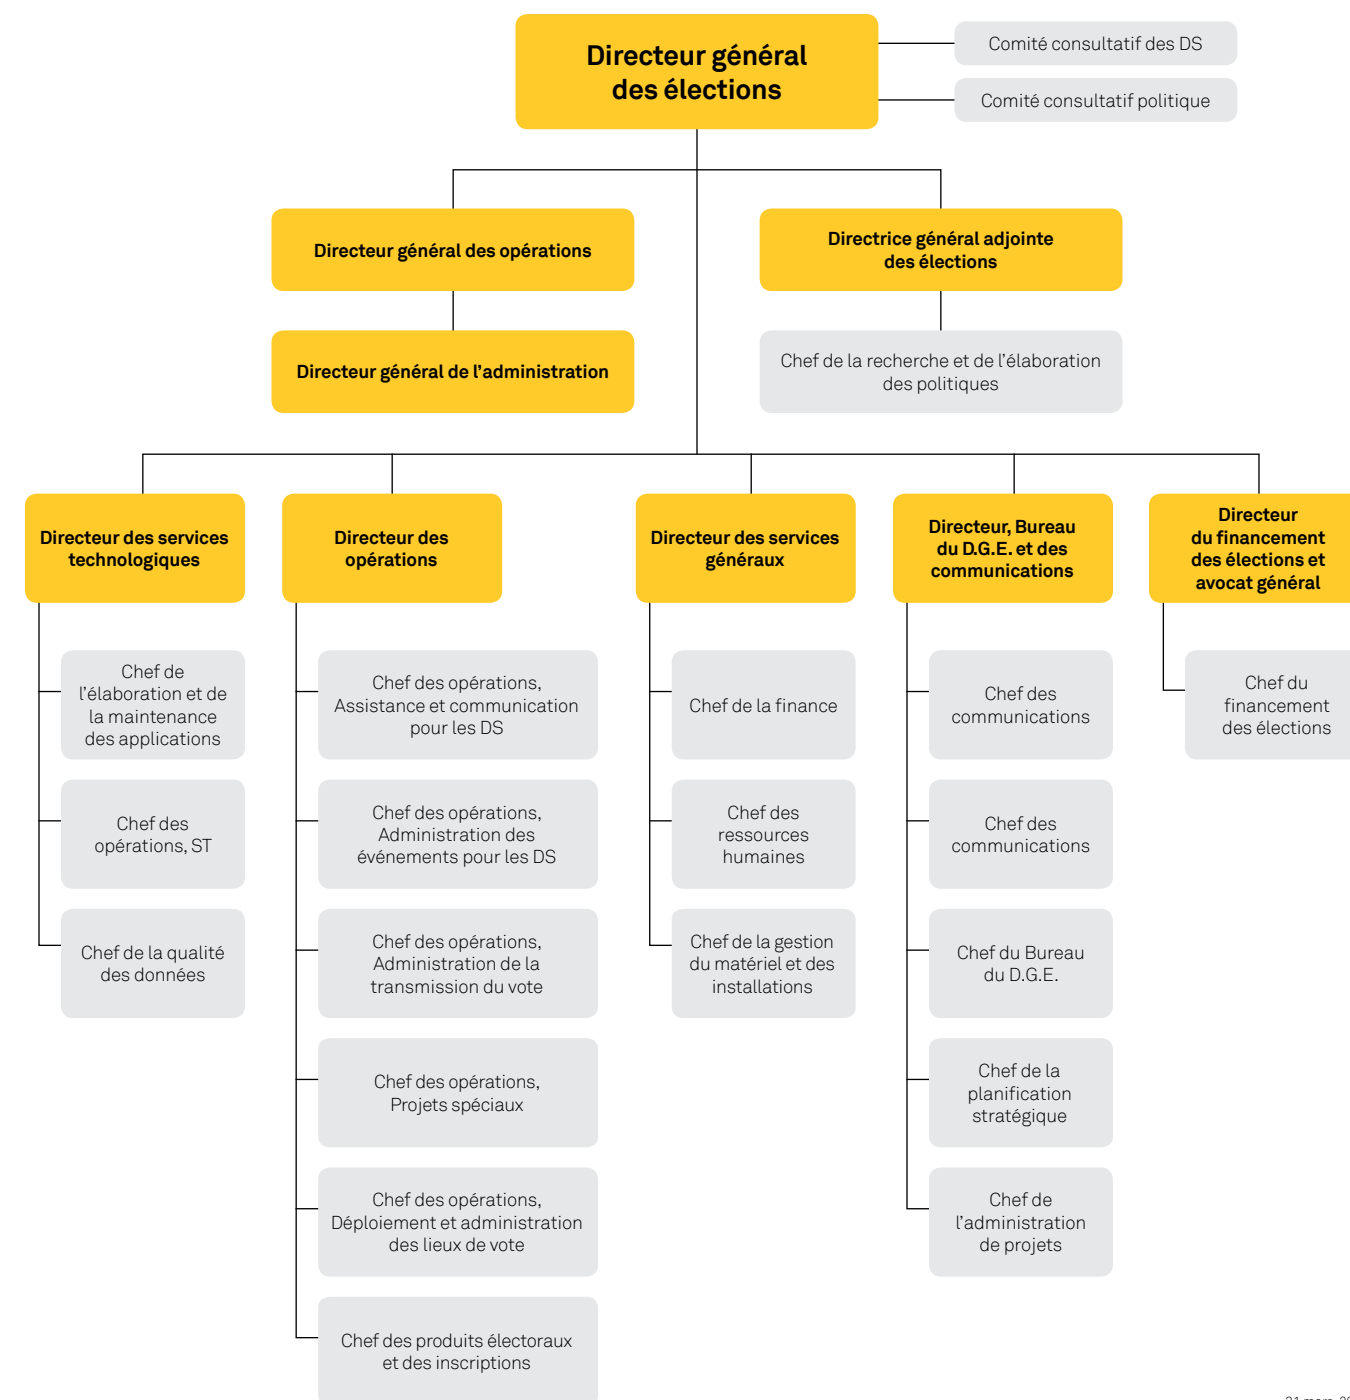 Directeur général
des élections
Comité consultatif des DS
Comité consultatif politique
Directeur général des opérations
Directrice général adjointe
des élections
Directeur général de l'administration
Chef de la recherche et de l'élaboration
des politiques
Directeur des services
technologiques
Directeur des
opérations
Directeur des services
généraux
Directeur, Bureau
du D.G.E. et des
communications
Directeur
du financement
des élections et
avocat général
Chef de
l'élaboration et de
la maintenance
des applications
Chef des
opérations, ST
Chef de la qualité
des données
Chef des opérations,
Assistance et communication
pour les DS
Chef des opérations,
Administration des
événements pour les DS
Chef des opérations,
Administration de la
transmission du vote
Chef des opérations,
Projets spéciaux
Chef des opérations,
Déploiement et administration
des lieux de vote
Chef des produits électoraux
et des inscriptions
Chef de la finance
Chef des
ressources
humaines
Chef de la gestion
du matériel et des
installations
Chef des
communications
Chef des
communications
Chef du Bureau
du D.G.E.
Chef de la
planification
stratégique
Chef de
l'administration
de projets
Chef du
financement
des élections